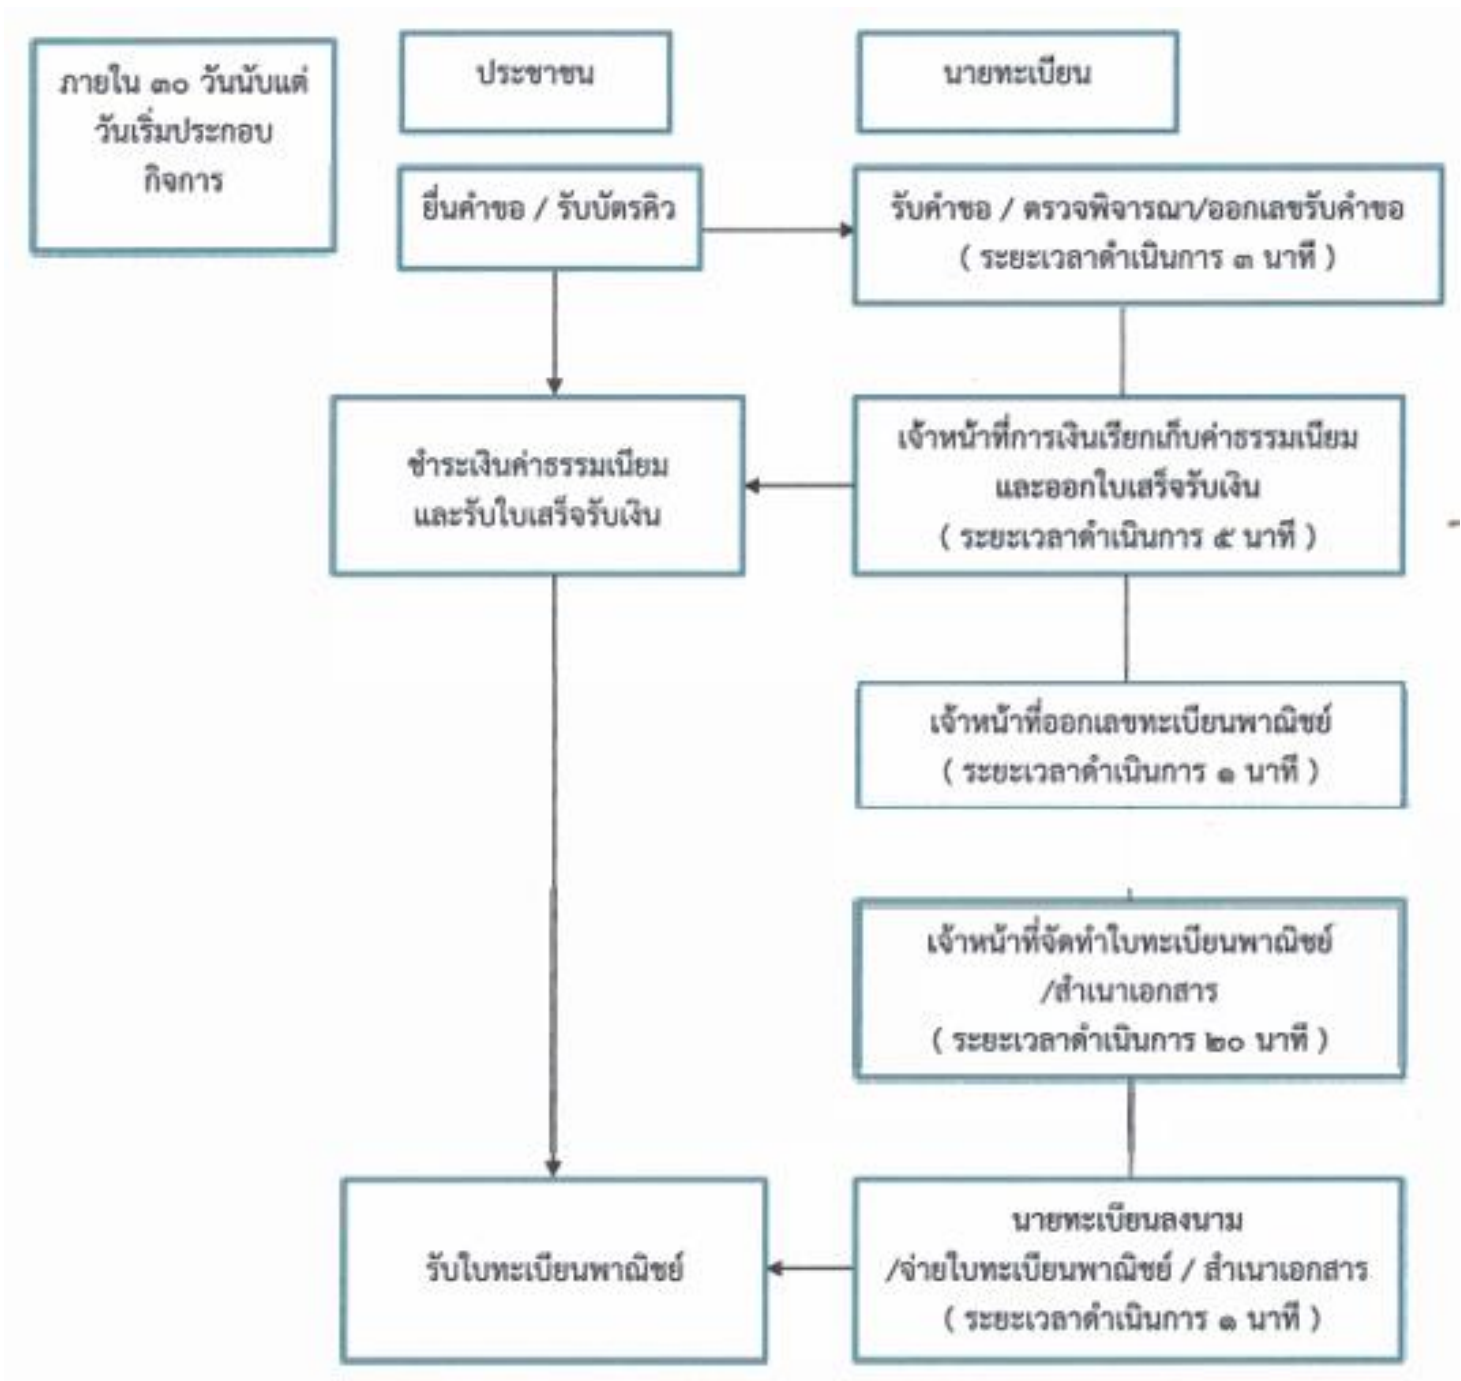 ภายใน ๓๐ วันนับแต่
วันเริ่มประกอบ
กิจการ
ประชาชน
นายทะเบียน
ยื่นคำขอ / รับบัตรคิว
รับคำขอ / ตรวจพิจารณา/ออกเลขรับคำขอ
( ระยะเวลาดำเนินการ ๓ นาที )
ชำระเงินค่าธรรมเนียม
และรับใบเสร็จรับเงิน
เจ้าหน้าที่การเงินเรียกเก็บค่าธรรมเนียม
และออกใบเสร็จรับเงิน
( ระยะเวลาดำเนินการ ๕ นาที )
เจ้าหน้าที่ออกเลขทะเบียนพาณิชย์
( ระยะเวลาดำเนินการ ๑ นาที )
เจ้าหน้าที่จัดทำใบทะเบียนพาณิชย์
/สำเนาเอกสาร
( ระยะเวลาดำเนินการ ๒๐ นาที )
รับใบทะเบียนพาณิชย์
นายทะเบียนลงนาม
/จ่ายใบทะเบียนพาณิชย์ / สำเนาเอกสาร
( ระยะเวลาดำเนินการ ๑ นาที )